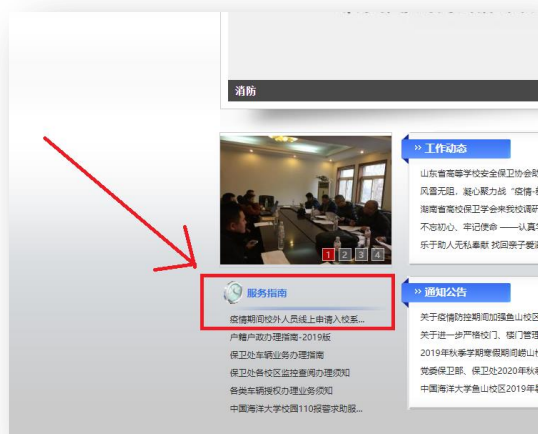 消防
1 2 3 4
服务指南
疫情期间校外人员线上申请入校系...
户籍户政办理指南-2019版
保卫处车辆业务办理指南
保卫处各校区监控查阅办理须知
各类车辆授权办理业务须知
中国海洋大学校园110报警求助服...
>> 工作动态
山东省高等学校安全保卫协会
风雪无阻，凝心聚力战“疫情·
湖南省高校保卫学会来我校调研
不忘初心、牢记使命 ——认真
乐于助人无私奉献 找回亲子爱
>> 通知公告
关于疫情防控期间加强鱼山校区
关于进一步严格校门、楼门管理
2019年秋季学期寒假期间崂山
党委保卫部、保卫处2020年秋
中国海洋大学鱼山校区2019年